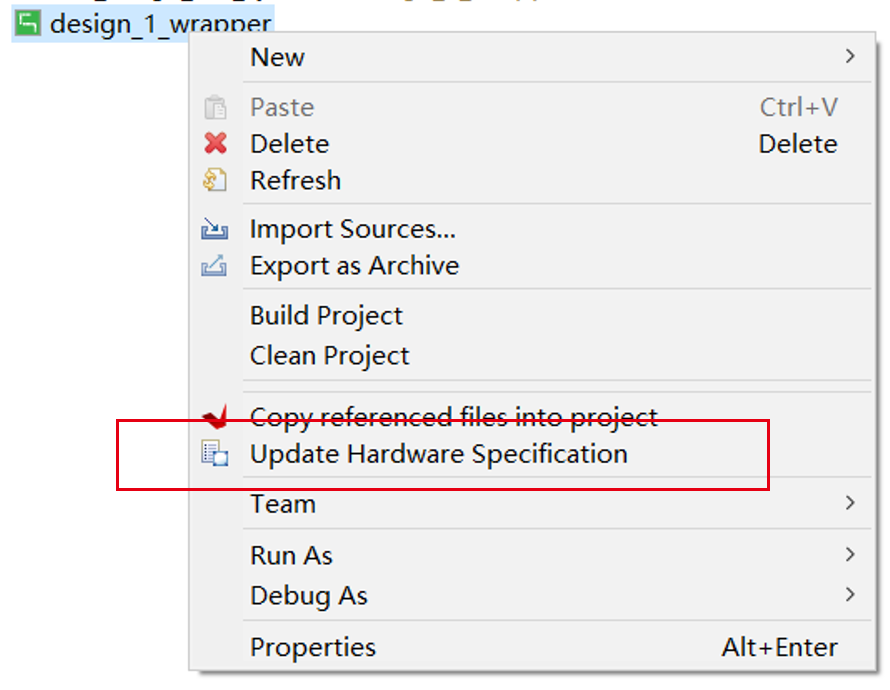 design_1_wrapper
New
Paste Ctrl+V
Delete Delete
Refresh
Import Sources...
Export as Archive
Build Project
Clean Project
Copy referenced files into project
Update Hardware Specification
Team
Run As
Debug As
Properties Alt+Enter